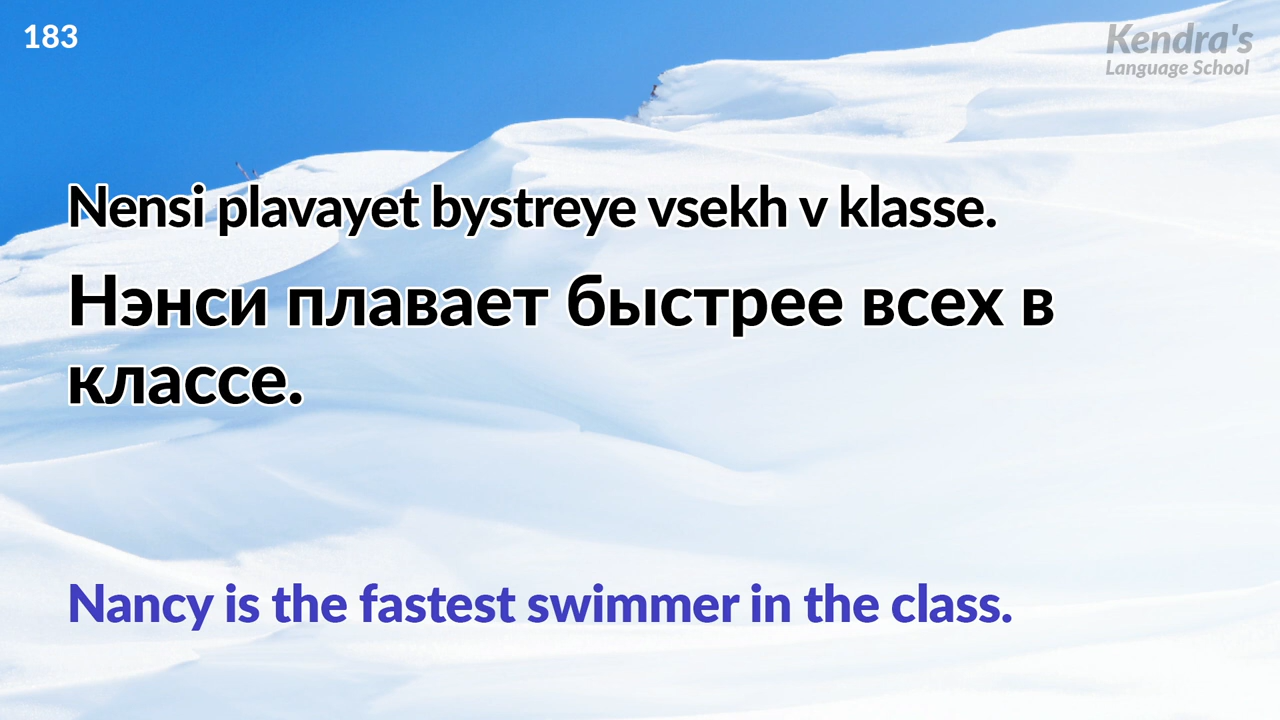 183
Kendra's
Language School
Nensi plavayet bystreye vsekh v klasse.
Нэнси плавает быстрее всех в
классе.
Nancy is the fastest swimmer in the class.